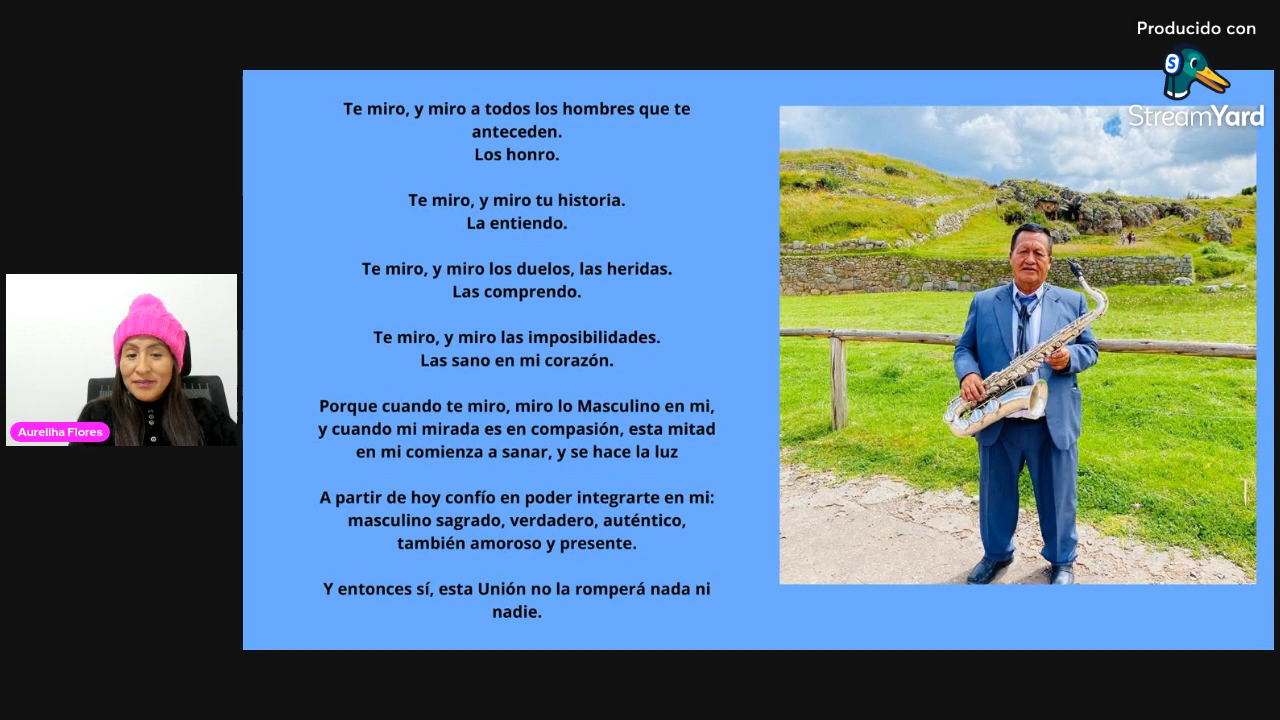 Producido con
StreamYard
Te miro, y miro a todos los hombres que te
anteceden.
Los honro.
Te miro, y miro tu historia.
La entiendo.
Te miro, y miro los duelos, las heridas.
Las comprendo.
Te miro, y miro las imposibilidades.
Las sano en mi corazón.
Porque cuando te miro, miro lo Masculino en mi,
y cuando mi mirada es en compasión, esta mitad
en mi comienza a sanar, y se hace la luz
A partir de hoy confío en poder integrarte en mi:
masculino sagrado, verdadero, auténtico,
también amoroso y presente.
Y entonces sí, esta Unión no la romperá nada ni
nadie.
Aureliha Flores